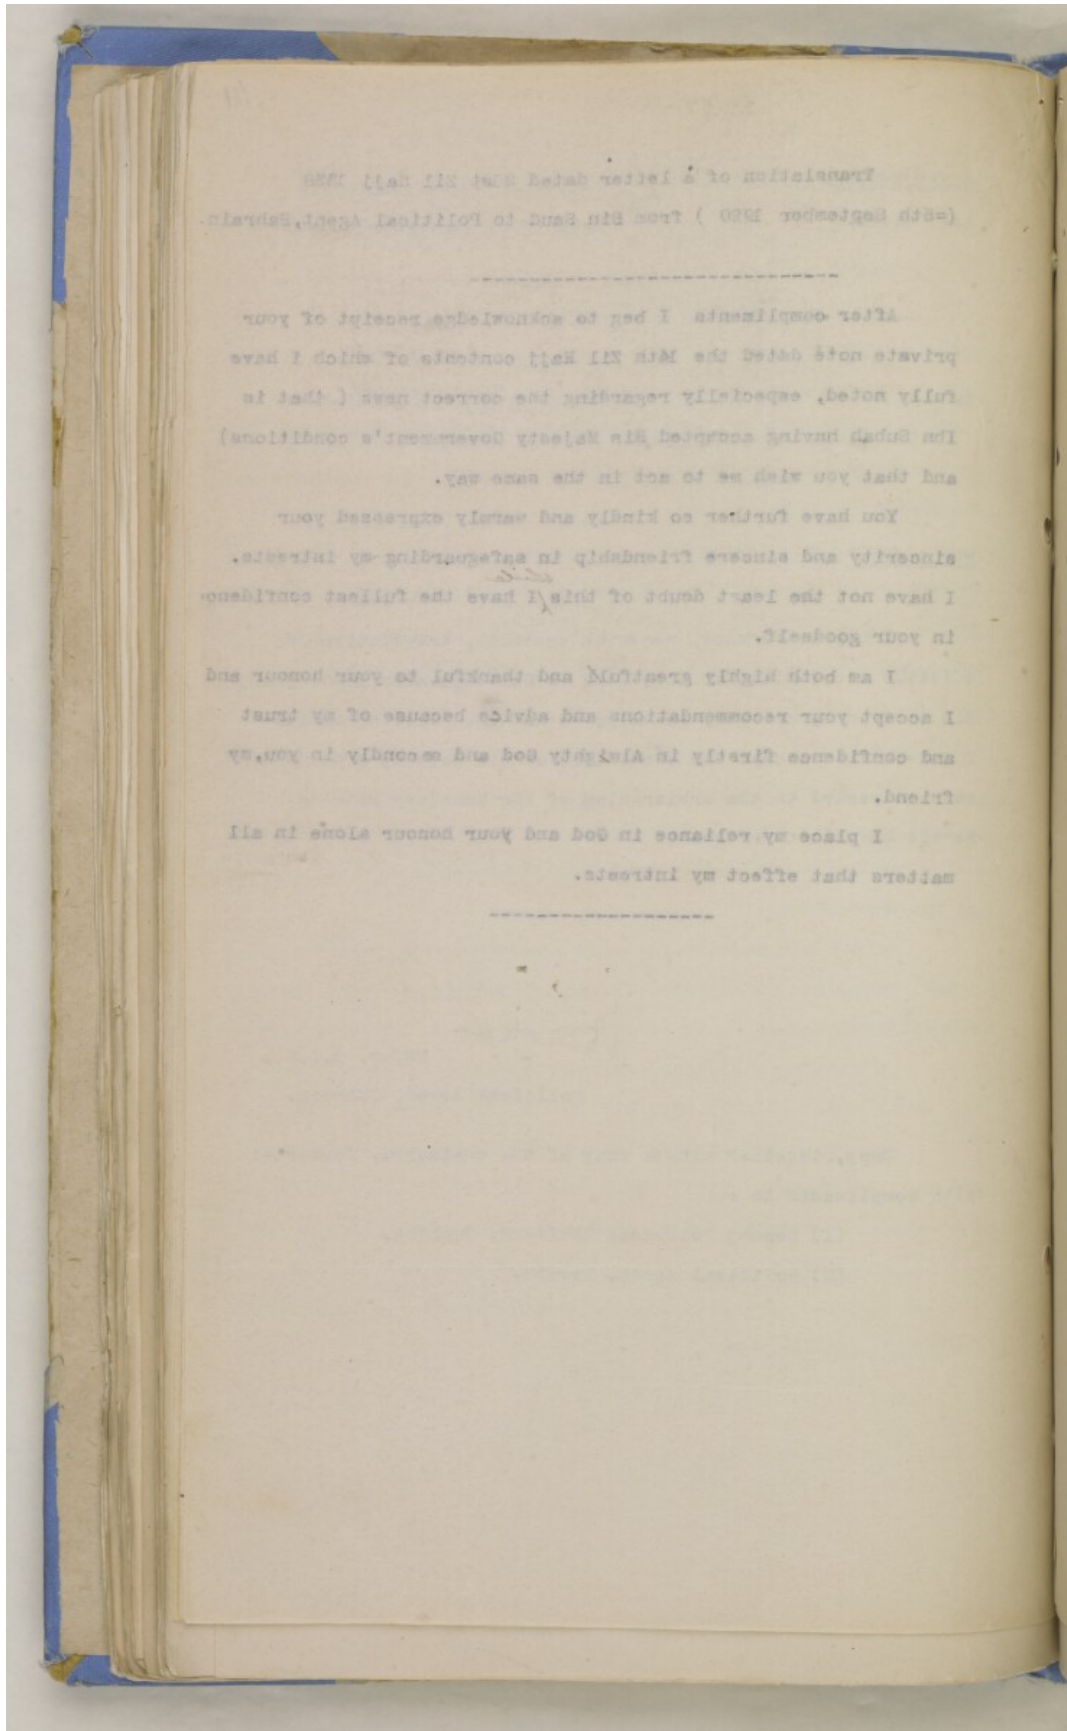 Translation of a letter dated 21st Zil Hajj 1338
(=6th September 1920 ) from Bin Saud to Political Agent,Bahrain.
After compliments I beg to acknowledge receipt of your
private note dated the 14th Zil Hajj contents of which I have
fully noted, especially regarding the correct news ( that is
Ibn Subah having accepted His Majesty Government's conditions)
and that you wish me to act in the same way.
You have further so kindly and warmly expressed your
sincerity and sincere friendship in safeguarding my intrests.
while
I have not the least doubt of this/I have the fullest confidence
in your goodself.
I am both highly greatful and thankful to your honour and
I accept your recommendations and advice because of my trust
and confidence firstly in Almighty God and secondly in you,my
friend.
I place my reliance in God and your honour alone in all
matters that effect my intrests.